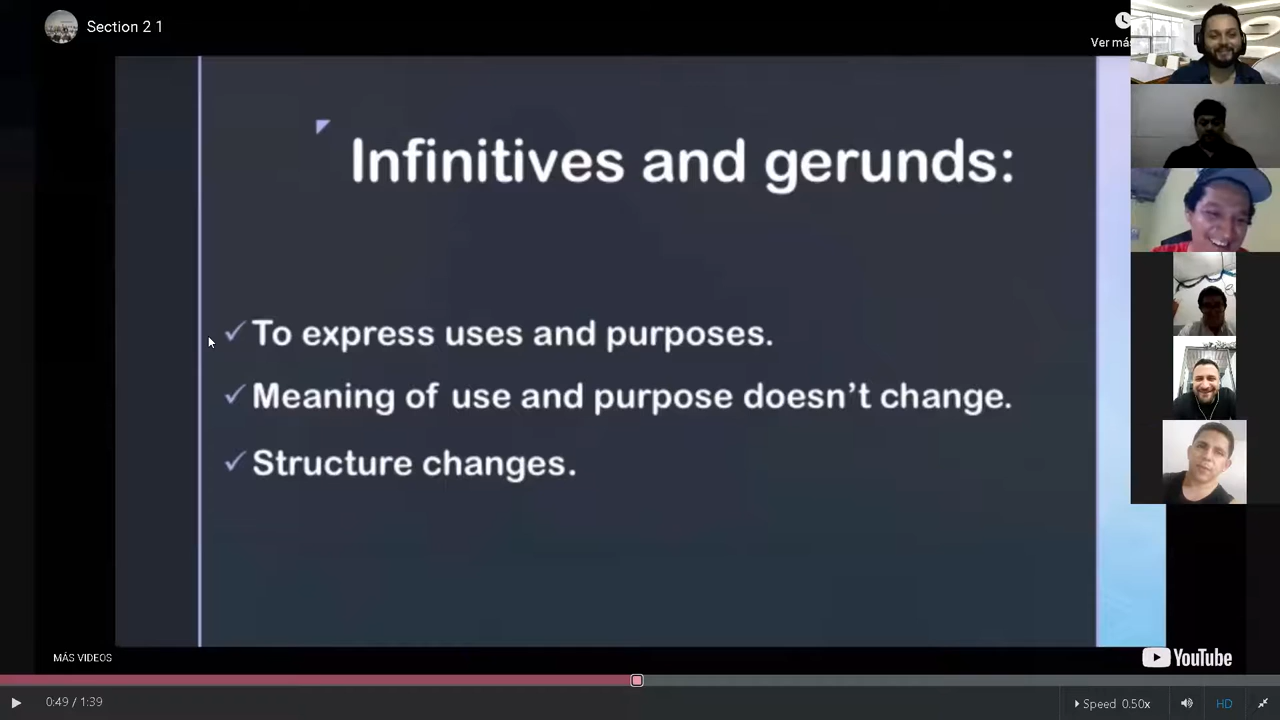 Section 2 1
Ver más
Infinitives and gerunds:
✓ To express uses and purposes.
✓ Meaning of use and purpose doesn't change.
✓ Structure changes.
MÁS VIDEOS
YouTube
0:49 / 1:39
Speed 0.50x
HD